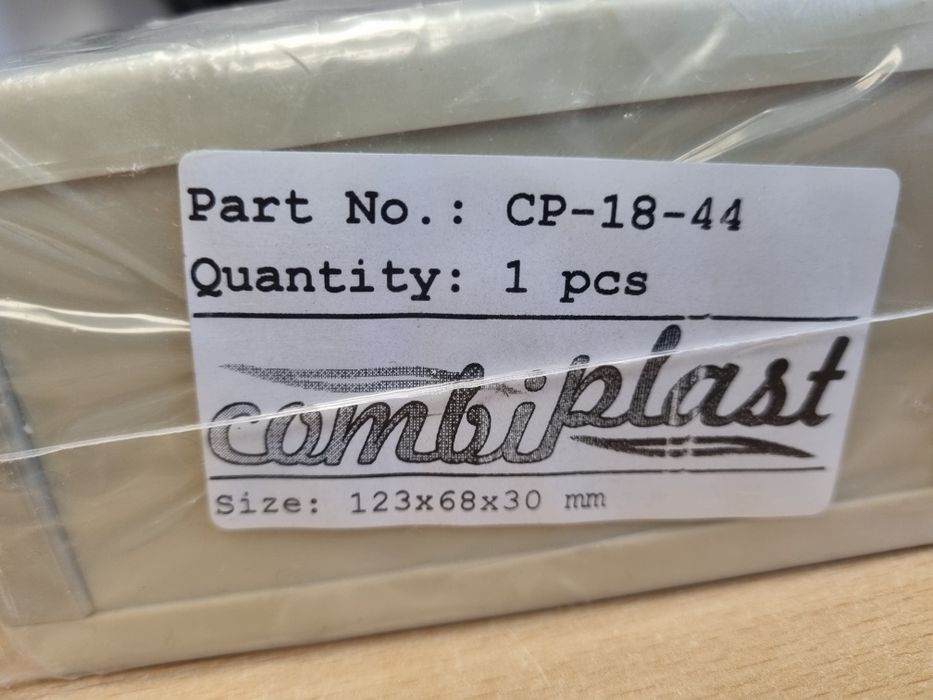 Part No.: CP-18-44
Quantity: 1 pcs
combiplast
Size: 123x68x30 mm